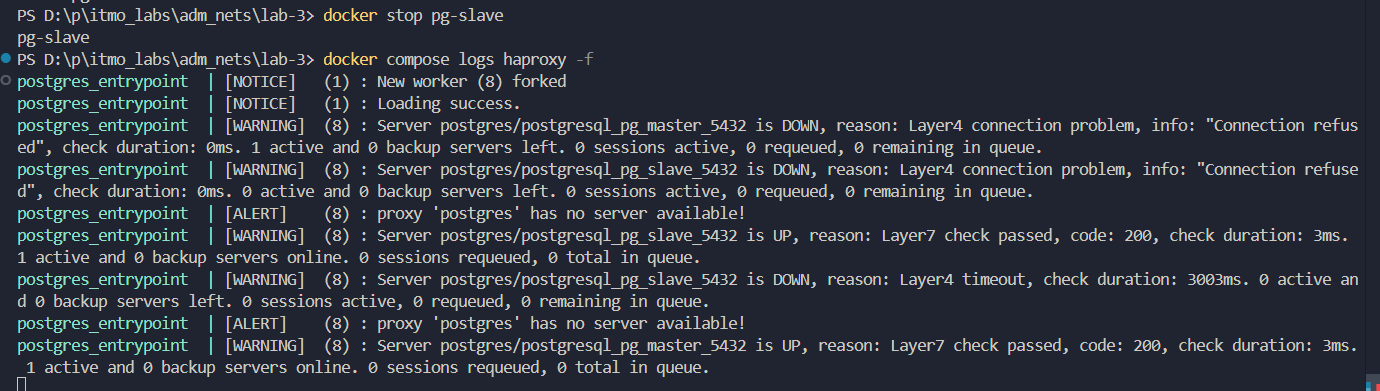 PS D:\p\itmo_labs\adm_nets\lab-3> docker stop pg-slave
pg-slave
PS D:\p\itmo_labs\adm_nets\lab-3> docker compose logs haproxy -f
postgres_entrypoint  | [NOTICE]   (1) : New worker (8) forked
postgres_entrypoint  | [NOTICE]   (1) : Loading success.
postgres_entrypoint  | [WARNING]  (8) : Server postgres/postgresql_pg_master_5432 is DOWN, reason: Layer4 connection problem, info: "Connection refus
ed", check duration: 0ms. 1 active and 0 backup servers left. 0 sessions active, 0 requeued, 0 remaining in queue.
postgres_entrypoint  | [WARNING]  (8) : Server postgres/postgresql_pg_slave_5432 is DOWN, reason: Layer4 connection problem, info: "Connection refuse
d", check duration: 0ms. 0 active and 0 backup servers left. 0 sessions active, 0 requeued, 0 remaining in queue.
postgres_entrypoint  | [ALERT]    (8) : proxy 'postgres' has no server available!
postgres_entrypoint  | [WARNING]  (8) : Server postgres/postgresql_pg_slave_5432 is UP, reason: Layer7 check passed, code: 200, check duration: 3ms.
1 active and 0 backup servers online. 0 sessions requeued, 0 total in queue.
postgres_entrypoint  | [WARNING]  (8) : Server postgres/postgresql_pg_slave_5432 is DOWN, reason: Layer4 timeout, check duration: 3003ms. 0 active an
d 0 backup servers left. 0 sessions active, 0 requeued, 0 remaining in queue.
postgres_entrypoint  | [ALERT]    (8) : proxy 'postgres' has no server available!
postgres_entrypoint  | [WARNING]  (8) : Server postgres/postgresql_pg_master_5432 is UP, reason: Layer7 check passed, code: 200, check duration: 3ms.
 1 active and 0 backup servers online. 0 sessions requeued, 0 total in queue.